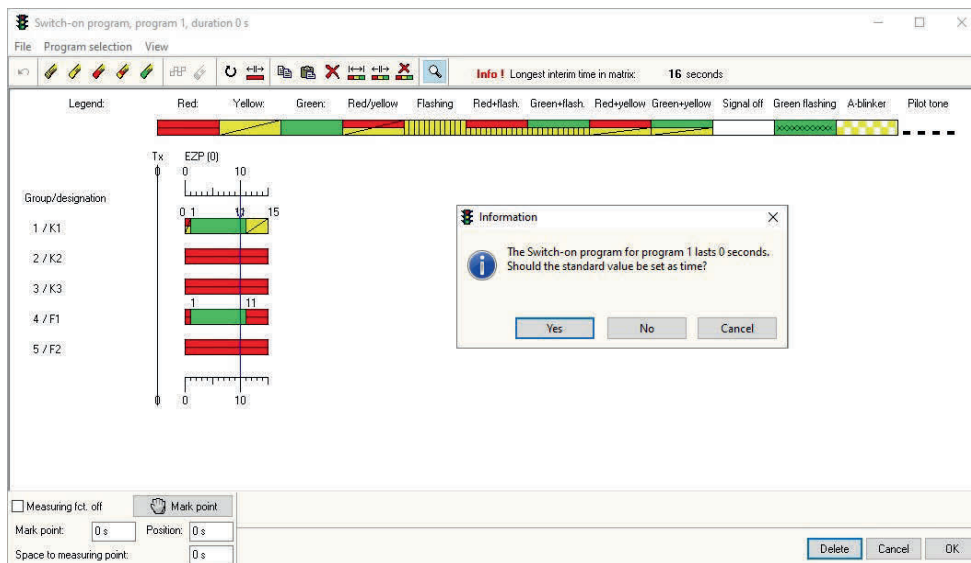 Switch-on program, program 1, duration 0 s
File Program selection View
Info ! Longest interim time in matrix: 16 seconds
Legend: Red: Yellow: Green: Red/yellow Flashing Red+flash. Green+flash. Red+yellow Green+yellow Signal off Green flashing A-blinker Pilot tone
Tx EZP (0)
0 0 10
Group/designation
0 1 15
1 / K1
2 / K2
3 / K3
1 11
4 / F1
5 / F2
0 0 10
Information
The Switch-on program for program 1 lasts 0 seconds.
Should the standard value be set as time?
Yes No Cancel
Measuring fct. off Mark point
Mark point: 0 s Position: 0 s
Space to measuring point: 0 s
Delete Cancel OK